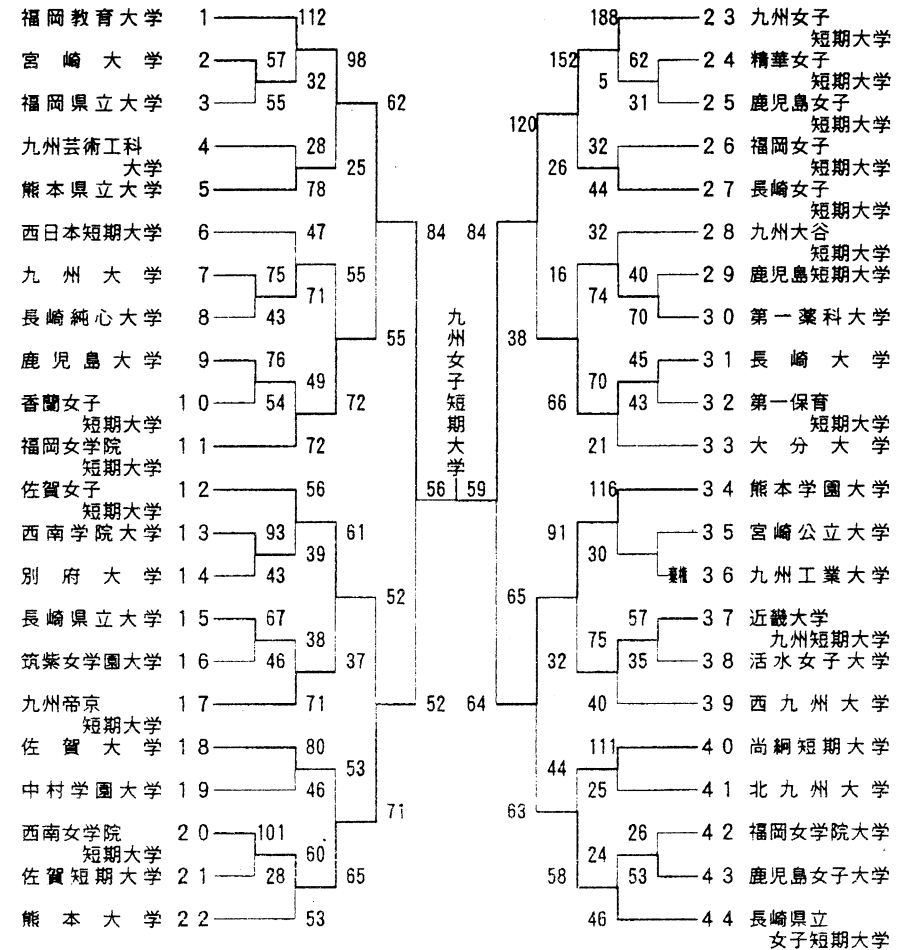 福岡教育大学 1 112
宮崎大学 2 57
98
32
福岡県立大学 3 55
62
九州芸術工科
大学 4 28
25
熊本県立大学 5 78
西日本短期大学 6 47
84
九州大学 7 75
55
71
長崎純心大学 8 43
55
鹿児島大学 9 76
49
香蘭女子
短期大学 10 54
72
福岡女学院
短期大学 11 72
佐賀女子
短期大学 12 56
56
西南学院大学 13 93
61
39
別府大学 14 43
52
長崎県立大学 15 67
38
筑紫女学園大学 16 46
37
九州帝京
短期大学 17 71
52
佐賀大学 18 80
53
中村学園大学 19 46
71
西南女学院
短期大学 20 101
60
佐賀短期大学 21 28
65
熊本大学 22 53
九州女子短期大学
188 23 九州女子
短期大学
152
62 24 精華女子
短期大学
5
31 25 鹿児島女子
短期大学
120
32 26 福岡女子
短期大学
26
44 27 長崎女子
短期大学
84
32 28 九州大谷
短期大学
16
40 29 鹿児島短期大学
74
70 30 第一薬科大学
38
45 31 長崎大学
70
43 32 第一保育
短期大学
66
21 33 大分大学
59
116 34 熊本学園大学
91
35 宮崎公立大学
30
棄権 36 九州工業大学
65
57 37 近畿大学
九州短期大学
75
35 38 活水女子大学
32
40 39 西九州大学
64
111 40 尚絅短期大学
44
25 41 北九州大学
63
26 42 福岡女学院大学
24
53 43 鹿児島女子大学
58
46 44 長崎県立
女子短期大学